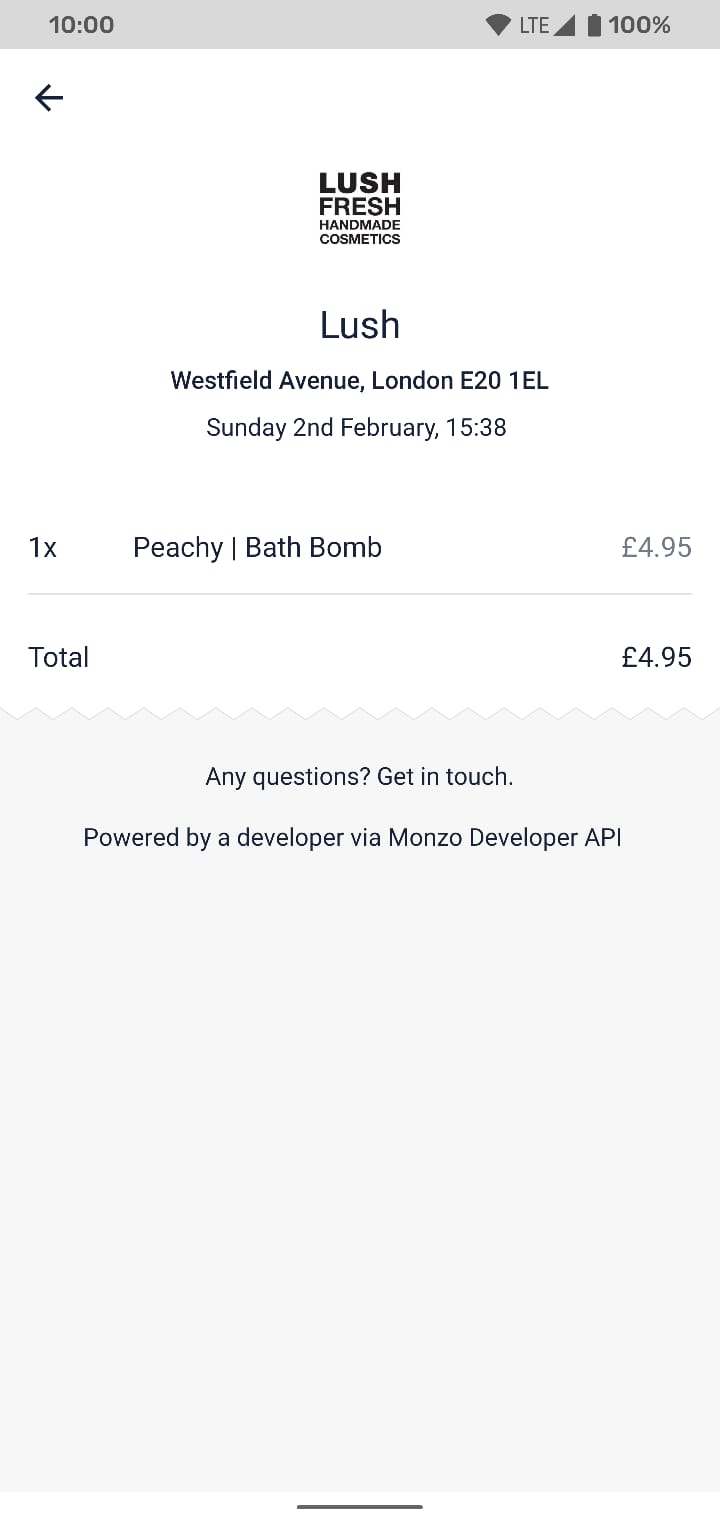 10:00 LTE 100%
LUSH
FRESH
HANDMADE
COSMETICS
Lush
Westfield Avenue, London E20 1EL
Sunday 2nd February, 15:38
1x Peachy | Bath Bomb £4.95
Total £4.95
Any questions? Get in touch.
Powered by a developer via Monzo Developer API